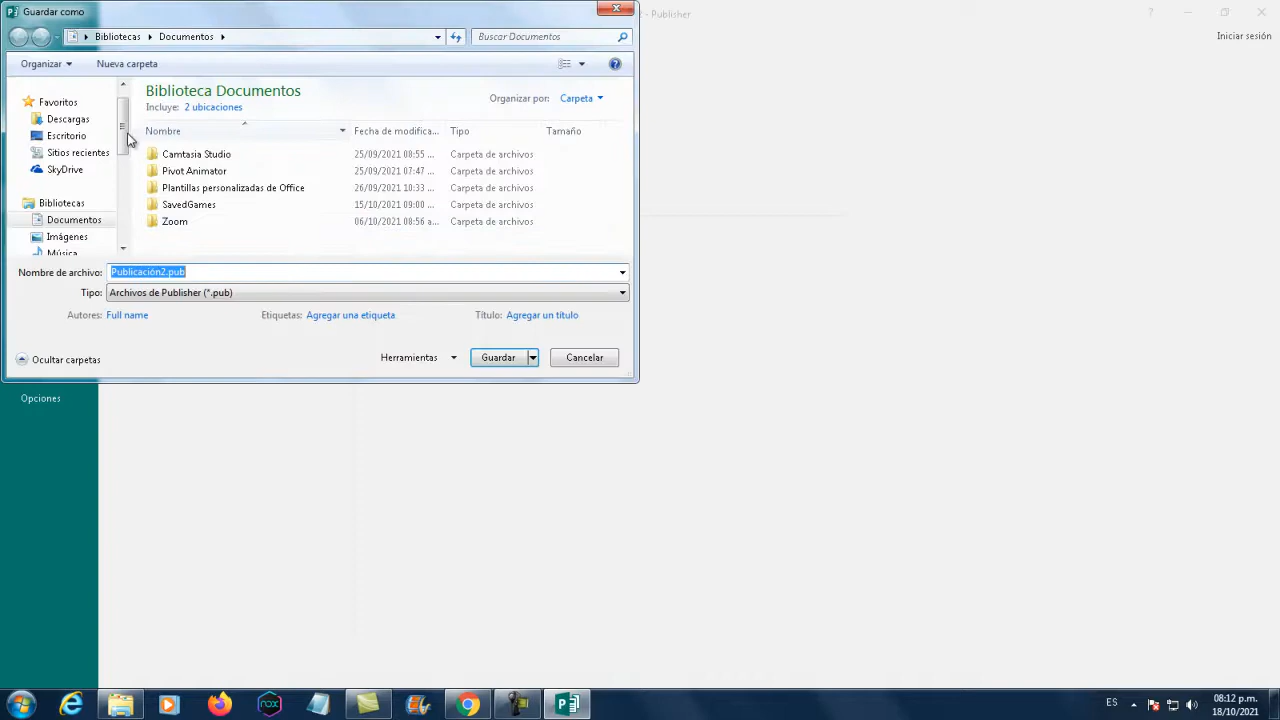 Guardar como
t - Publisher
?
Iniciar sesión
Bibliotecas
Documentos
Buscar Documentos
Organizar
Nueva carpeta
Biblioteca Documentos
Incluye: 2 ubicaciones
Organizar por: Carpeta
Favoritos
Descargas
Escritorio
Sitios recientes
SkyDrive
Bibliotecas
Documentos
Imágenes
Música
Nombre Fecha de modifica... Tipo Tamaño
Camtasia Studio 25/09/2021 08:55 ... Carpeta de archivos
Pivot Animator 25/09/2021 07:47 ... Carpeta de archivos
Plantillas personalizadas de Office 26/09/2021 10:33 ... Carpeta de archivos
SavedGames 15/10/2021 09:00 ... Carpeta de archivos
Zoom 06/10/2021 08:56 a... Carpeta de archivos
Nombre de archivo: Publicación2.pub
Tipo: Archivos de Publisher (*.pub)
Autores: Full name Etiquetas: Agregar una etiqueta Título: Agregar un título
Ocultar carpetas
Herramientas Guardar Cancelar
Opciones
nox
ES
08:12 p.m.
18/10/2021